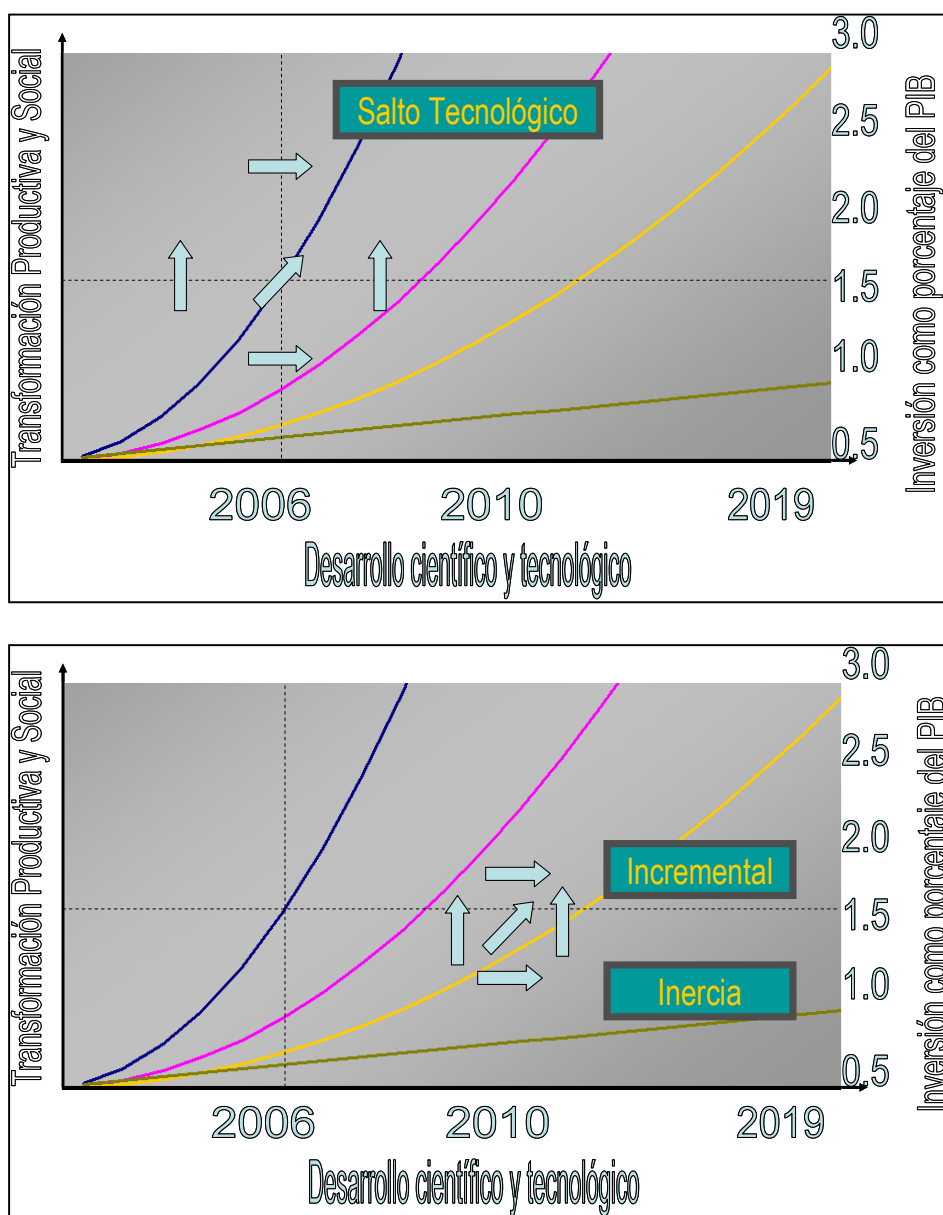 Transformación Productiva y Social
Salto Tecnológico
3.0
2.5
2.0
1.5
1.0
0.5
Inversión como porcentaje del PIB
2006 2010 2019
Desarrollo científico y tecnológico
Transformación Productiva y Social
Incremental
Inercia
3.0
2.5
2.0
1.5
1.0
0.5
Inversión como porcentaje del PIB
2006 2010 2019
Desarrollo científico y tecnológico